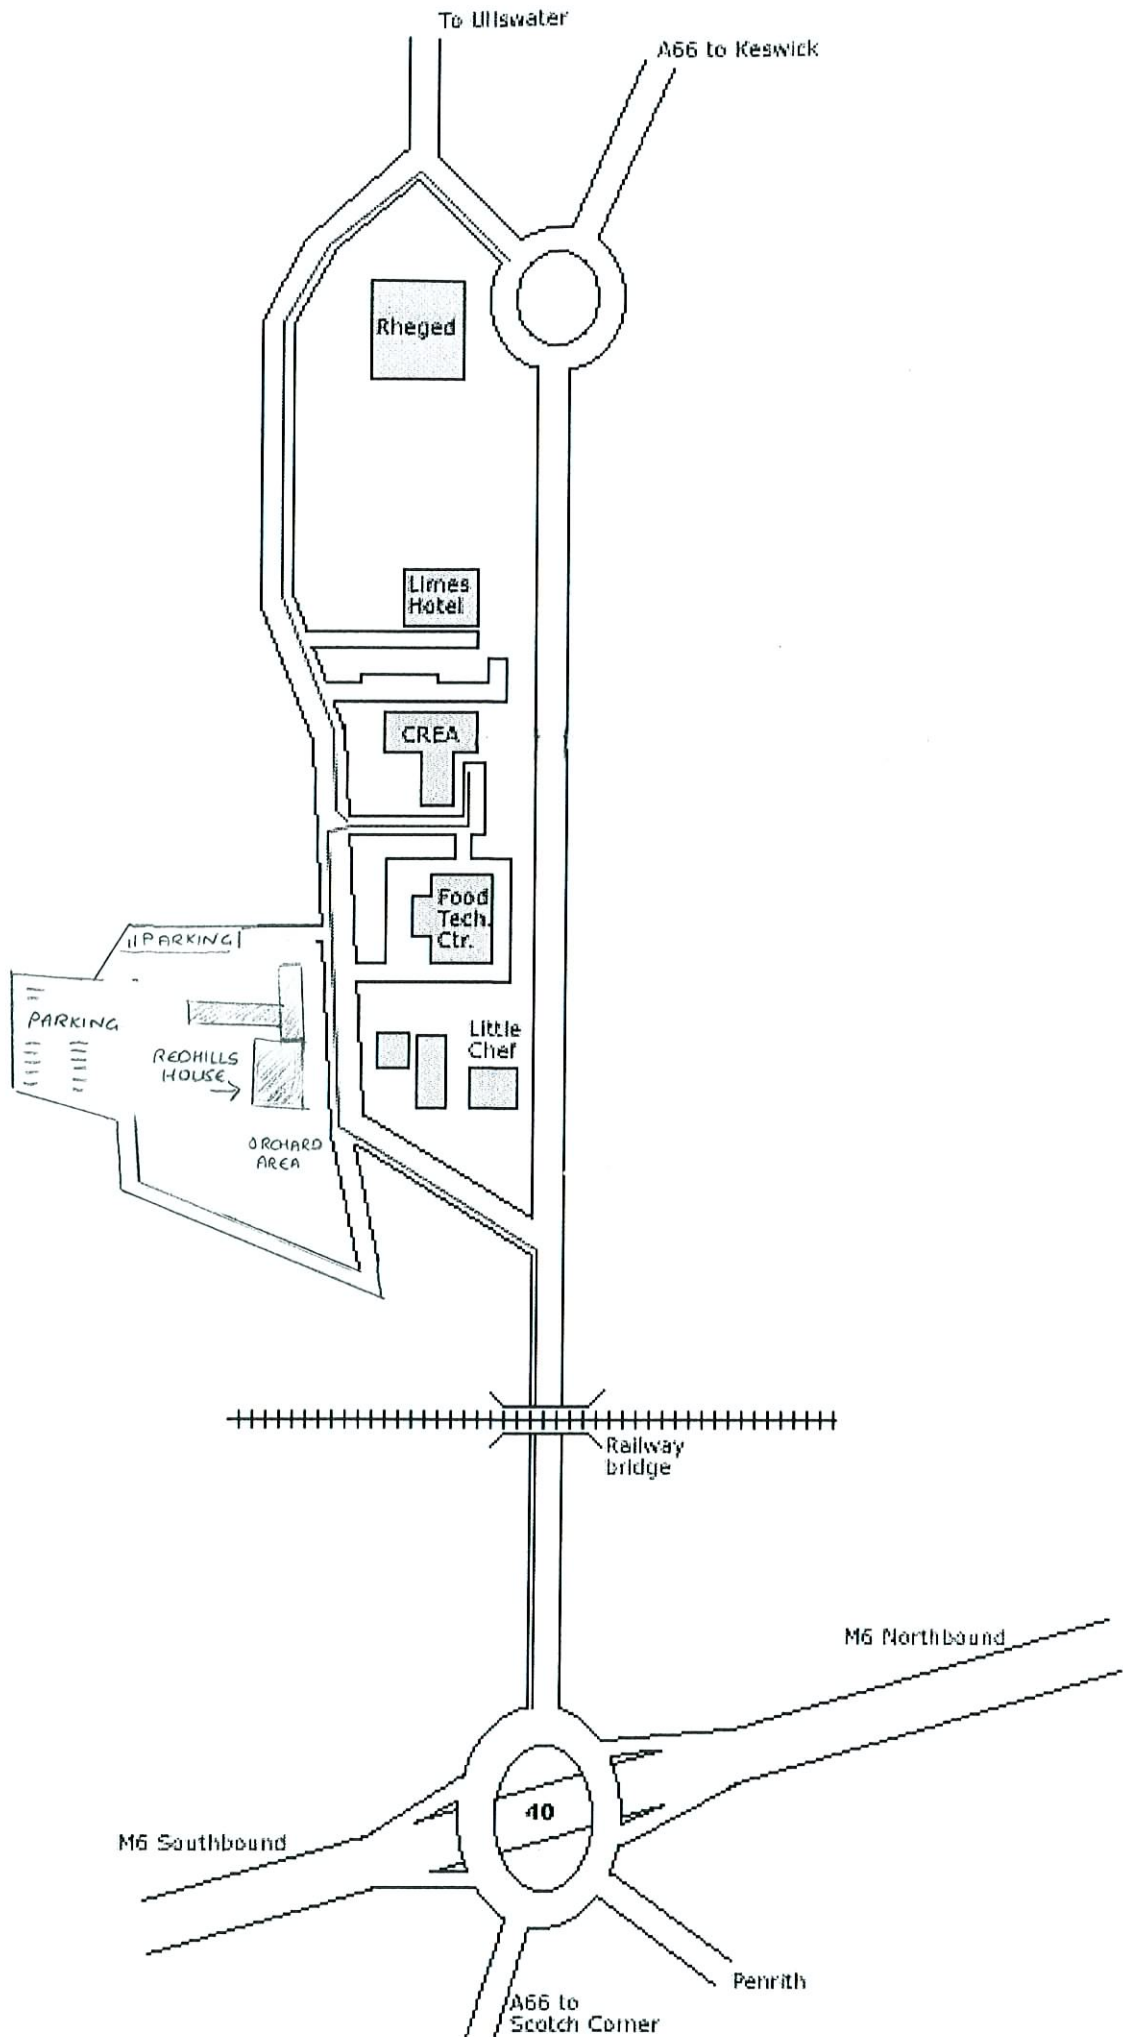 To Ullswater
A66 to Keswick
Rheged
Limes
Hotel
CREA
Food
Tech.
Ctr.
PARKING
PARKING
REDHILLS
HOUSE
ORCHARD
AREA
Little
Chef
Railway
bridge
M6 Northbound
40
M6 Southbound
Penrith
A66 to
Scotch Corner